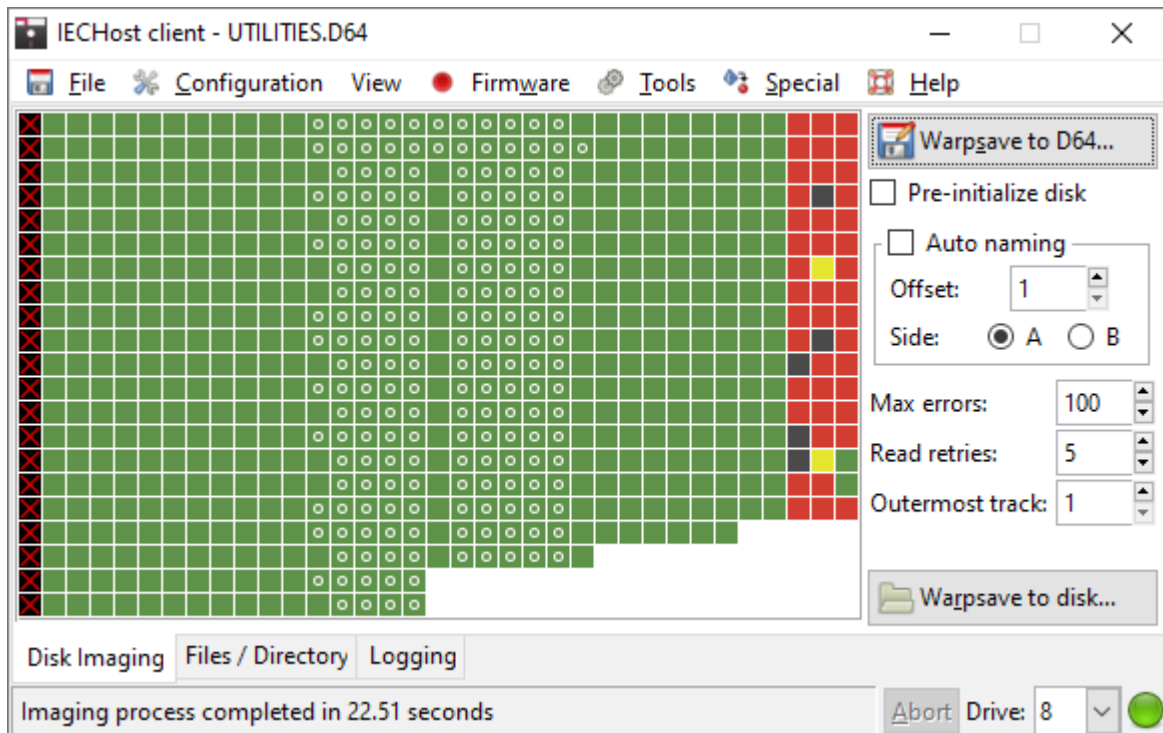 IECHost client - UTILITIES.D64
File Configuration View Firmware Tools Special Help
Warpsave to D64...
Pre-initialize disk
Auto naming
Offset: 1
Side: A B
Max errors: 100
Read retries: 5
Outermost track: 1
Warpsave to disk...
Disk Imaging Files / Directory Logging
Imaging process completed in 22.51 seconds Abort Drive: 8